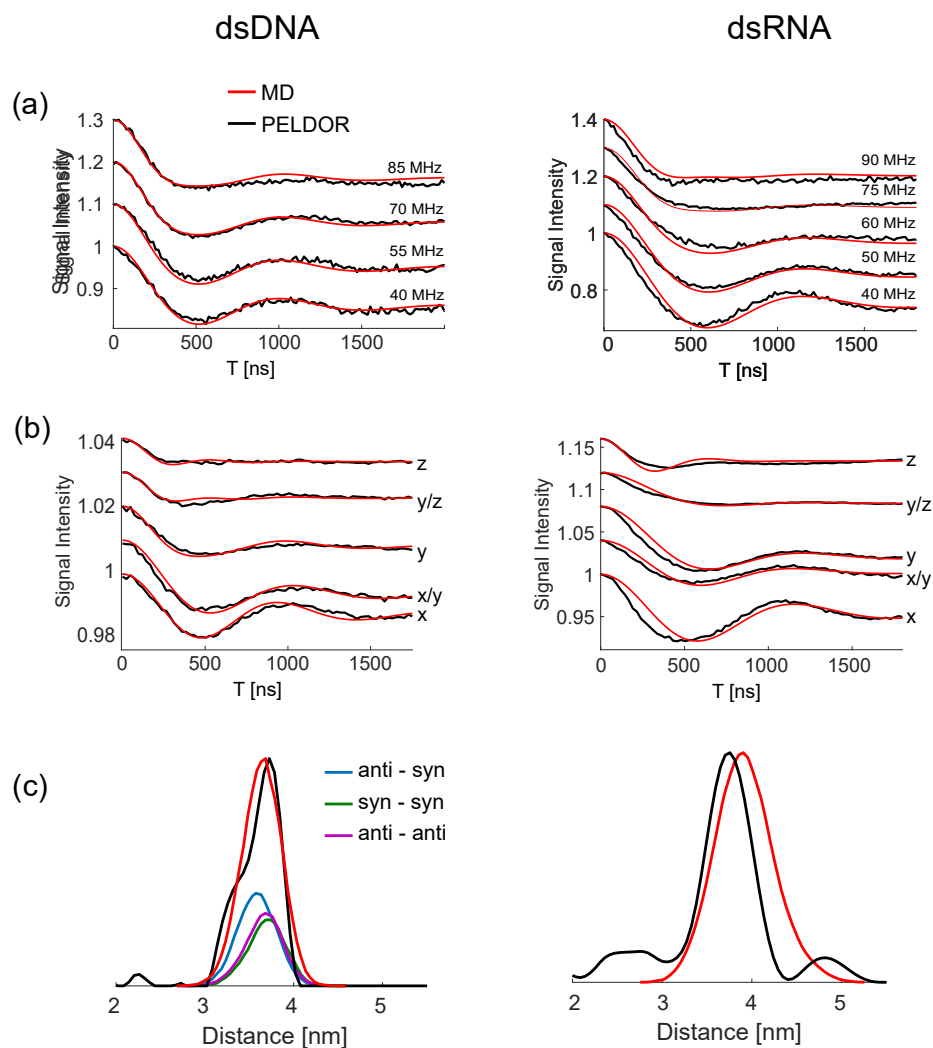 dsDNA
dsRNA
(a)
MD
PELDOR
1.3
1.2
1.1
1
0.9
Signal Intensity
Signal Intensity
85 MHz
70 MHz
55 MHz
40 MHz
0 500 1000 1500
T [ns]
1.4
1.2
1
0.8
Signal Intensity
90 MHz
75 MHz
60 MHz
50 MHz
40 MHz
0 500 1000 1500
T [ns]
(b)
1.04
1.02
1
0.98
Signal Intensity
z
y/z
y
x/y
x
0 500 1000 1500
T [ns]
1.15
1.1
1.05
1
0.95
Signal Intensity
z
y/z
y
x/y
x
0 500 1000 1500
T [ns]
(c)
anti - syn
syn - syn
anti - anti
2 3 4 5
Distance [nm]
2 3 4 5
Distance [nm]